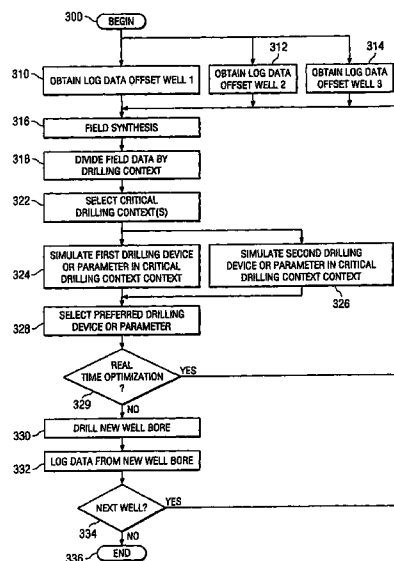 300
BEGIN
312
314
310
OBTAIN LOG DATA OFFSET WELL 1
OBTAIN LOG DATA
OFFSET WELL 2
OBTAIN LOG DATA
OFFSET WELL 3
316
FIELD SYNTHESIS
318
DIVIDE FIELD DATA BY
DRILLING CONTEXT
322
SELECT CRITICAL
DRILLING CONTEXT(S)
324
SIMULATE FIRST DRILLING DEVICE
OR PARAMETER IN CRITICAL
DRILLING CONTEXT CONTEXT
SIMULATE SECOND DRILLING
DEVICE OR PARAMETER IN CRITICAL
DRILLING CONTEXT CONTEXT
326
328
SELECT PREFERRED DRILLING
DEVICE OR PARAMETER
REAL
TIME OPTIMIZATION
?
YES
329
NO
330
DRILL NEW WELL BORE
332
LOG DATA FROM NEW WELL BORE
NEXT WELL?
YES
334
NO
336
END